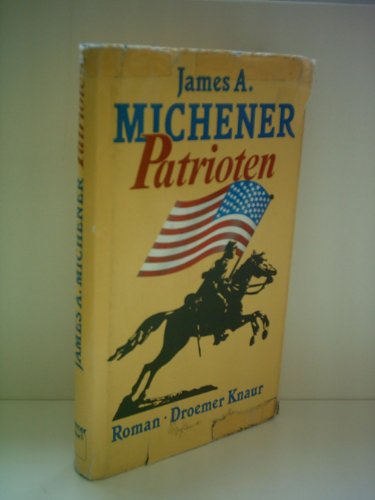 James A.
MICHENER
Patrioten
Roman · Droemer Knaur
JAMES A. MICHENER Patrioten